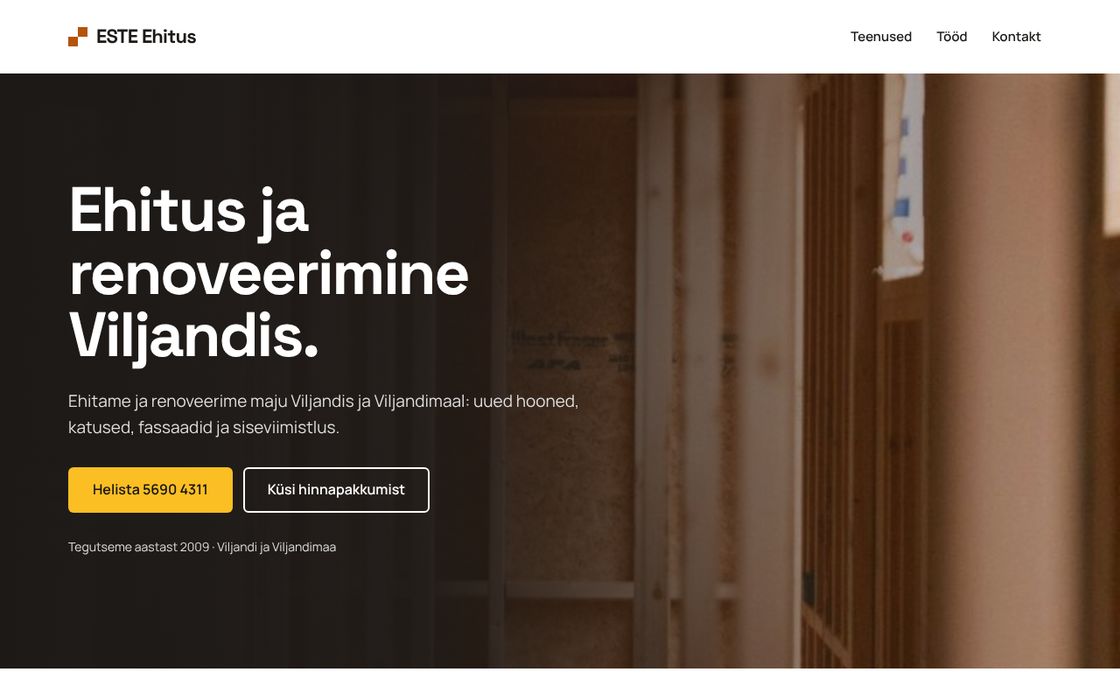 ESTE Ehitus
Teenused Tööd Kontakt
Ehitus ja
renoveerimine
Viljandis.
Ehitame ja renoveerime maju Viljandis ja Viljandimaal: uued hooned,
katused, fassaadid ja siseviimistlus.
Helista 5690 4311
Küsi hinnapakkumist
Tegutseme aastast 2009 · Viljandi ja Viljandimaa